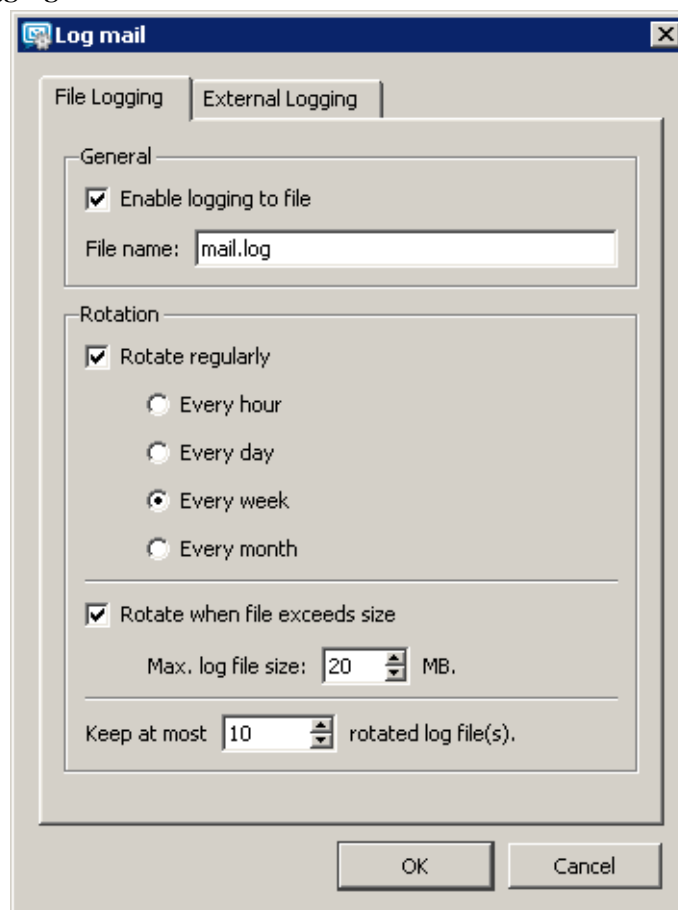 Log mail
File Logging
External Logging
General
Enable logging to file
File name: mail.log
Rotation
Rotate regularly
Every hour
Every day
Every week
Every month
Rotate when file exceeds size
Max. log file size: 20 MB.
Keep at most 10 rotated log file(s).
OK
Cancel